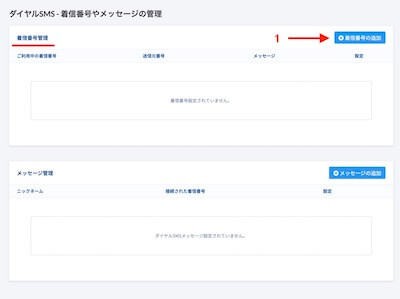 ダイヤルSMS - 着信番号やメッセージの管理
着信番号管理
1
着信番号の追加
ご利用中の着信番号 送信元番号 メッセージ 設定
着信番号設定されていません。
メッセージ管理
メッセージの追加
ニックネーム 接続された着信番号 設定
ダイヤルSMSメッセージ設定されていません。